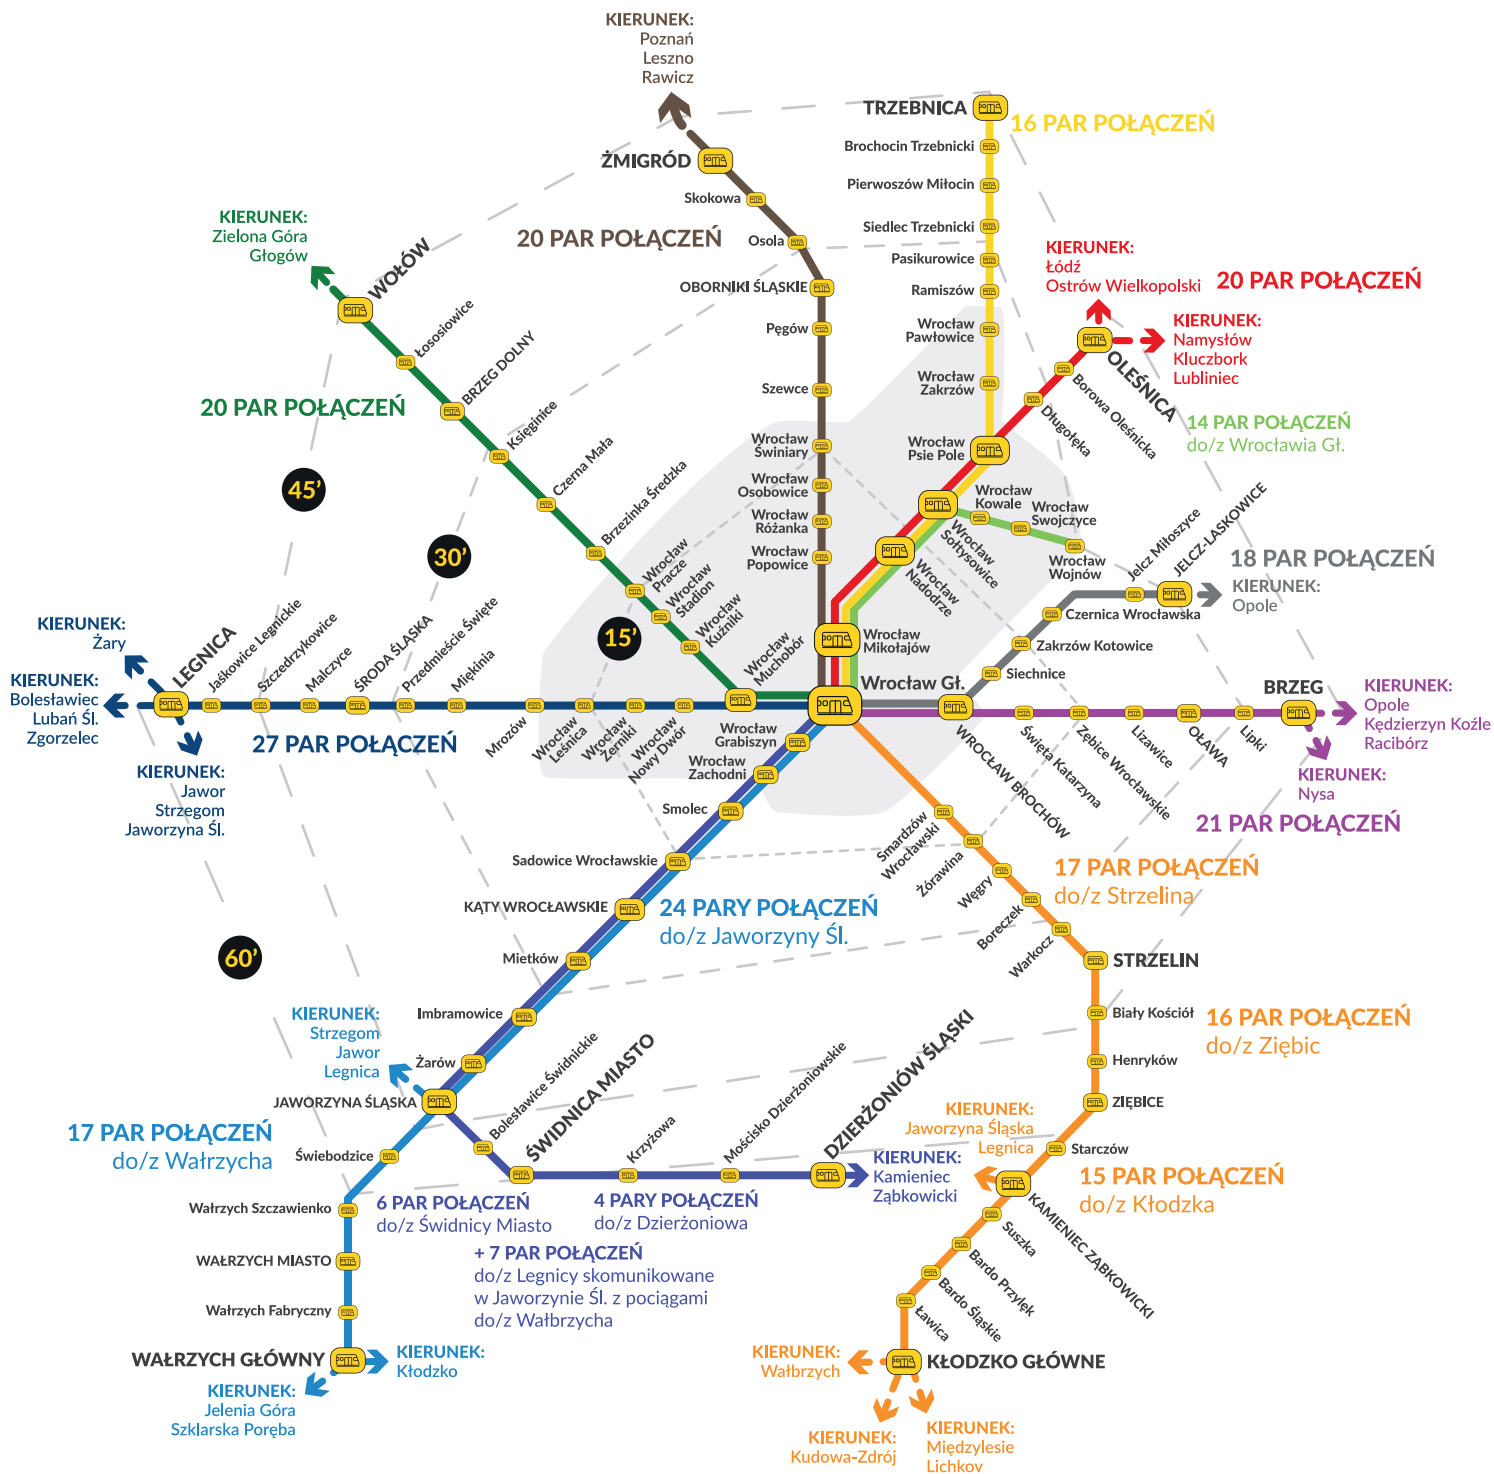 KIERUNEK:
Poznań
Leszno
Rawicz
ŻMIGRÓD
Skokowa
Osola
20 PAR POŁĄCZEŃ
OBORNIKI ŚLĄSKIE
Pęgów
Szewce
Wrocław
Świniary
Wrocław
Osobowice
Wrocław
Różanka
Wrocław
Popowice
TRZEBNICA
16 PAR POŁĄCZEŃ
Brochocin Trzebnicki
Pierwoszów Miłocin
Siedlec Trzebnicki
Pasikurowice
Ramiszów
Wrocław
Pawłowice
Wrocław
Zakrzów
Wrocław
Psie Pole
KIERUNEK:
Zielona Góra
Głogów
WOŁÓW
Łososiowice
BRZEG DOLNY
20 PAR POŁĄCZEŃ
Księginice
Czerna Mała
Brzezinka Średzka
Wrocław
Pracze
Wrocław
Stadion
Wrocław
Kuźniki
Wrocław
Muchobór
KIERUNEK:
Łódź
Ostrów Wielkopolski
20 PAR POŁĄCZEŃ
KIERUNEK:
Namysłów
Kluczbork
Lubliniec
OLEŚNICA
Borowa Oleśnicka
Długołęka
14 PAR POŁĄCZEŃ
do/z Wrocławia Gł.
Wrocław
Kowale
Wrocław
Swojczyce
Wrocław
Wojnów
Wrocław
Sołtysowice
Wrocław
Nadodrze
Wrocław
Mikołajów
Wrocław Gł.
45’
30’
15’
60’
Jelcz Miłoszyce
JELCZ-LASKOWICE
18 PAR POŁĄCZEŃ
KIERUNEK:
Opole
Czernica Wrocławska
Zakrzów Kotowice
Siechnice
KIERUNEK:
Żary
KIERUNEK:
Bolesławiec
Lubań Śl.
Zgorzelec
LEGNICA
Jaśkowice Legnickie
Szczedrzykowice
Malczyce
ŚRODA ŚLĄSKA
Przedmieście Święte
Miękinia
27 PAR POŁĄCZEŃ
Mrozów
Wrocław
Leśnica
Wrocław
Żerniki
Wrocław
Nowy Dwór
KIERUNEK:
Jawor
Strzegom
Jaworzyna Śl.
WROCŁAW BROCHÓW
Święta Katarzyna
Zębice Wrocławskie
Lizawice
OŁAWA
Lipki
BRZEG
KIERUNEK:
Opole
Kędzierzyn Koźle
Racibórz
KIERUNEK:
Nysa
21 PAR POŁĄCZEŃ
Wrocław
Grabiszyn
Wrocław
Zachodni
Smolec
Sadowice Wrocławskie
KĄTY WROCŁAWSKIE
Mietków
Imbramowice
Żarów
JAWORZYNA ŚLĄSKA
24 PARY POŁĄCZEŃ
do/z Jaworzyny Śl.
Smardzów
Wrocławski
Żórawina
Węgry
Boreczek
Warkocz
17 PAR POŁĄCZEŃ
do/z Strzelina
STRZELIN
Biały Kościół
Henryków
ZIĘBICE
Starczów
16 PAR POŁĄCZEŃ
do/z Ziębic
KIERUNEK:
Strzegom
Jawor
Legnica
17 PAR POŁĄCZEŃ
do/z Wałrzycha
Świebodzice
Wałrzych Szczawienko
WAŁRZYCH MIASTO
Wałrzych Fabryczny
WAŁRZYCH GŁÓWNY
KIERUNEK:
Kłodzko
KIERUNEK:
Jelenia Góra
Szklarska Poręba
Bolesławice Świdnickie
ŚWIDNICA MIASTO
Krzyżowa
Mościsko Dzierżoniowskie
DZIERŻONIÓW ŚLĄSKI
KIERUNEK:
Kamieniec
Ząbkowicki
6 PAR POŁĄCZEŃ
do/z Świdnicy Miasto
4 PARY POŁĄCZEŃ
do/z Dzierżoniowa
+ 7 PAR POŁĄCZEŃ
do/z Legnicy skomunikowane
w Jaworzynie Śl. z pociągami
do/z Wałbrzycha
KIERUNEK:
Jaworzyna Śląska
Legnica
15 PAR POŁĄCZEŃ
do/z Kłodzka
KAMIENIEC ZĄBKOWICKI
Suszka
Bardo Przyłęk
Bardo Śląskie
Ławica
KŁODZKO GŁÓWNE
KIERUNEK:
Wałbrzych
KIERUNEK:
Kudowa-Zdrój
KIERUNEK:
Międzylesie
Lichkov